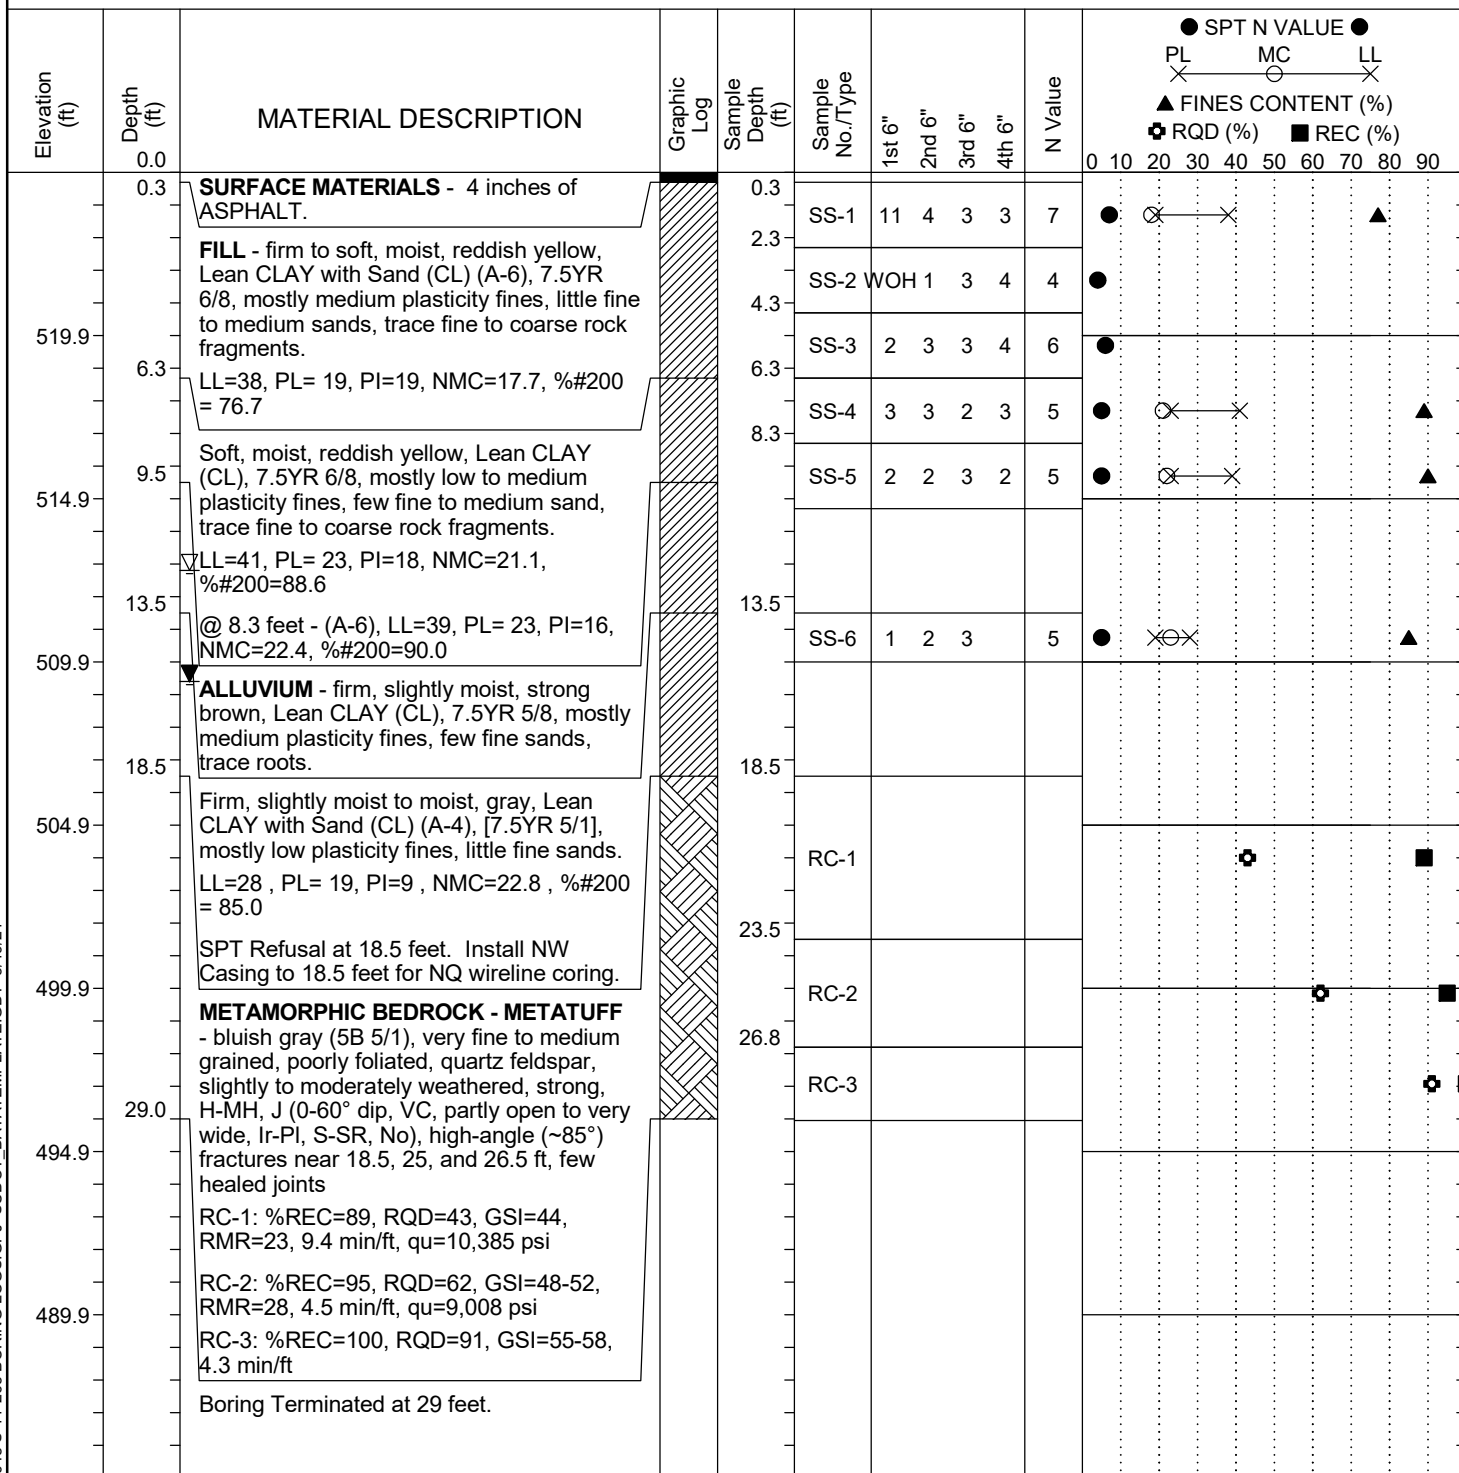 ● SPT N VALUE ●
PL MC LL
▲ FINES CONTENT (%)
RQD (%) ■ REC (%)
0 10 20 30 40 50 60 70 80 90
Elevation (ft)
Depth (ft)
0.0
MATERIAL DESCRIPTION
Graphic Log
Sample Depth (ft)
Sample No./Type
1st 6"
2nd 6"
3rd 6"
4th 6"
N Value
0.3
SURFACE MATERIALS - 4 inches of
ASPHALT.
FILL - firm to soft, moist, reddish yellow,
Lean CLAY with Sand (CL) (A-6), 7.5YR
6/8, mostly medium plasticity fines, little fine
to medium sands, trace fine to coarse rock
fragments.
519.9
6.3
LL=38, PL= 19, PI=19, NMC=17.7, %#200
= 76.7
Soft, moist, reddish yellow, Lean CLAY
9.5
(CL), 7.5YR 6/8, mostly low to medium
plasticity fines, few fine to medium sand,
514.9
trace fine to coarse rock fragments.
LL=41, PL= 23, PI=18, NMC=21.1,
%#200=88.6
13.5
@ 8.3 feet - (A-6), LL=39, PL= 23, PI=16,
NMC=22.4, %#200=90.0
509.9
ALLUVIUM - firm, slightly moist, strong
brown, Lean CLAY (CL), 7.5YR 5/8, mostly
medium plasticity fines, few fine sands,
trace roots.
18.5
Firm, slightly moist to moist, gray, Lean
504.9
CLAY with Sand (CL) (A-4), [7.5YR 5/1],
mostly low plasticity fines, little fine sands.
LL=28 , PL= 19, PI=9 , NMC=22.8 , %#200
= 85.0
SPT Refusal at 18.5 feet. Install NW
Casing to 18.5 feet for NQ wireline coring.
499.9
METAMORPHIC BEDROCK - METATUFF
- bluish gray (5B 5/1), very fine to medium
grained, poorly foliated, quartz feldspar,
slightly to moderately weathered, strong,
29.0
H-MH, J (0-60° dip, VC, partly open to very
wide, Ir-Pl, S-SR, No), high-angle (~85°)
494.9
fractures near 18.5, 25, and 26.5 ft, few
healed joints
RC-1: %REC=89, RQD=43, GSI=44,
RMR=23, 9.4 min/ft, qu=10,385 psi
RC-2: %REC=95, RQD=62, GSI=48-52,
RMR=28, 4.5 min/ft, qu=9,008 psi
489.9
RC-3: %REC=100, RQD=91, GSI=55-58,
4.3 min/ft
Boring Terminated at 29 feet.
0.3
SS-1 11 4 3 3 7
2.3
SS-2 WOH 1 3 4 4
4.3
SS-3 2 3 3 4 6
6.3
SS-4 3 3 2 3 5
8.3
SS-5 2 2 3 2 5
13.5
SS-6 1 2 3 5
18.5
RC-1
23.5
RC-2
26.8
RC-3